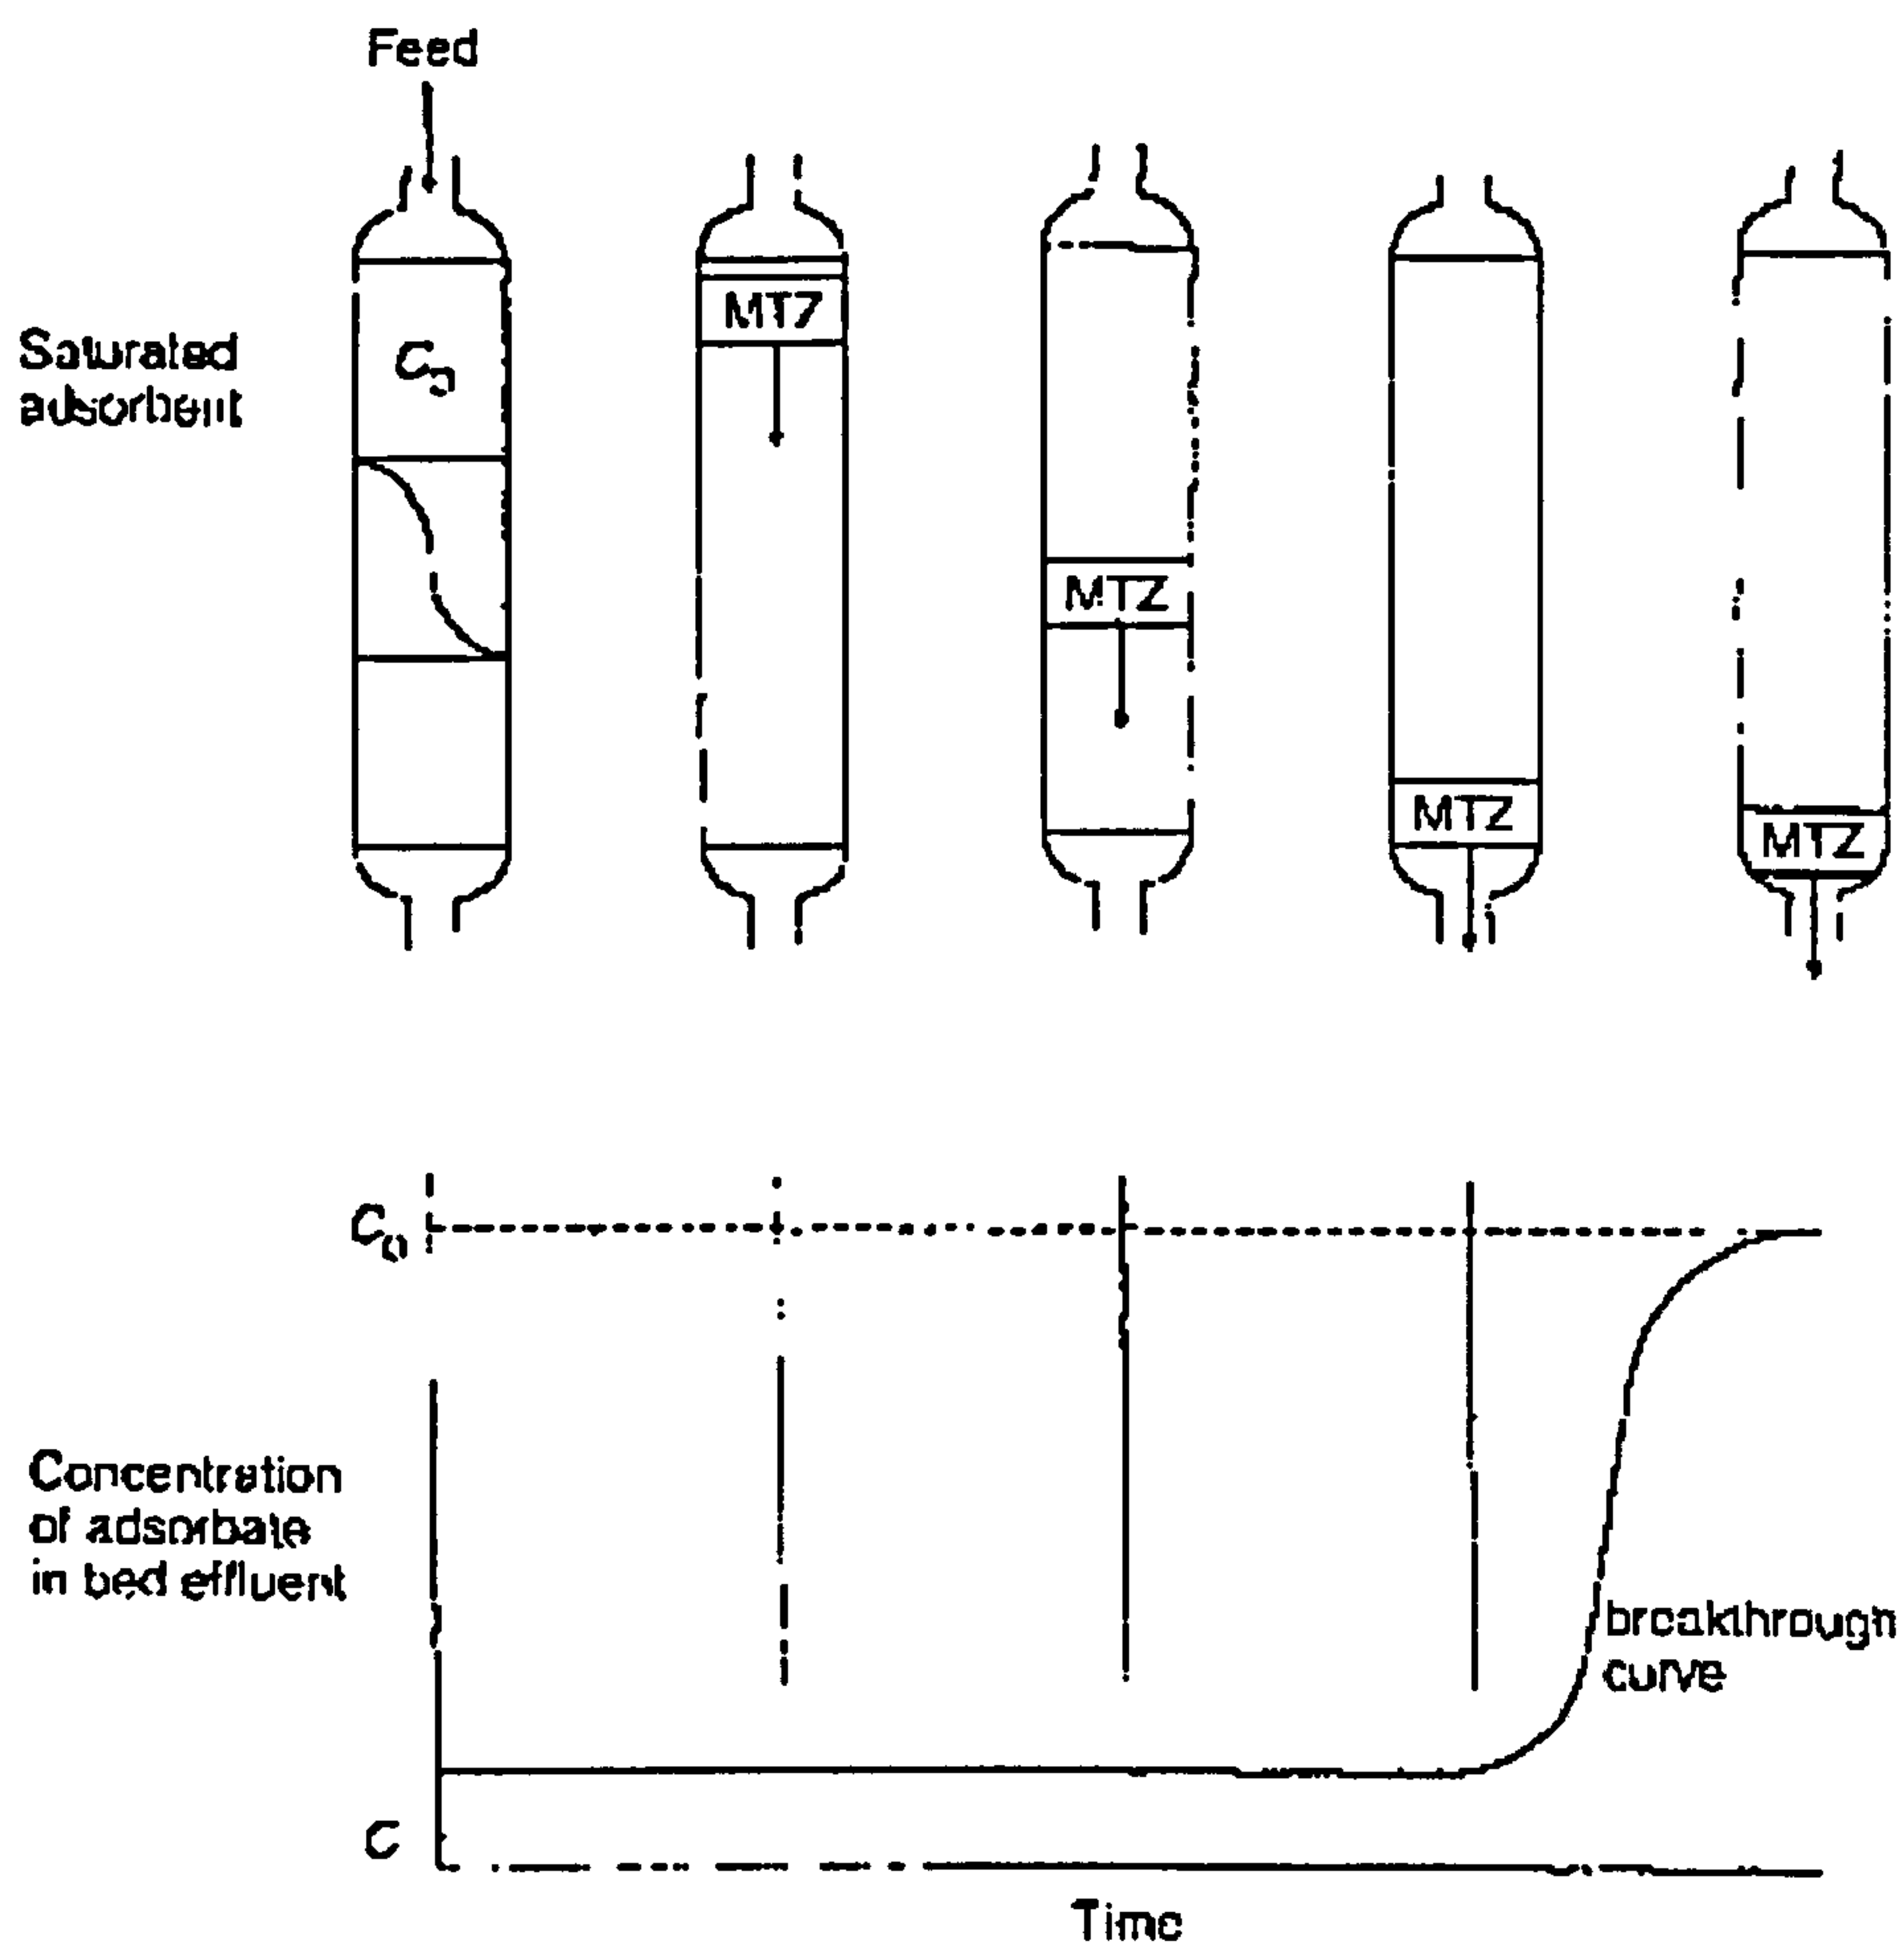 Feed
Saturated
adsorbent
C₀
MTZ
MTZ
MTZ
MTZ
C₀
Concentration
of adsorbate
in bed effluent
breakthrough
curve
C
Time